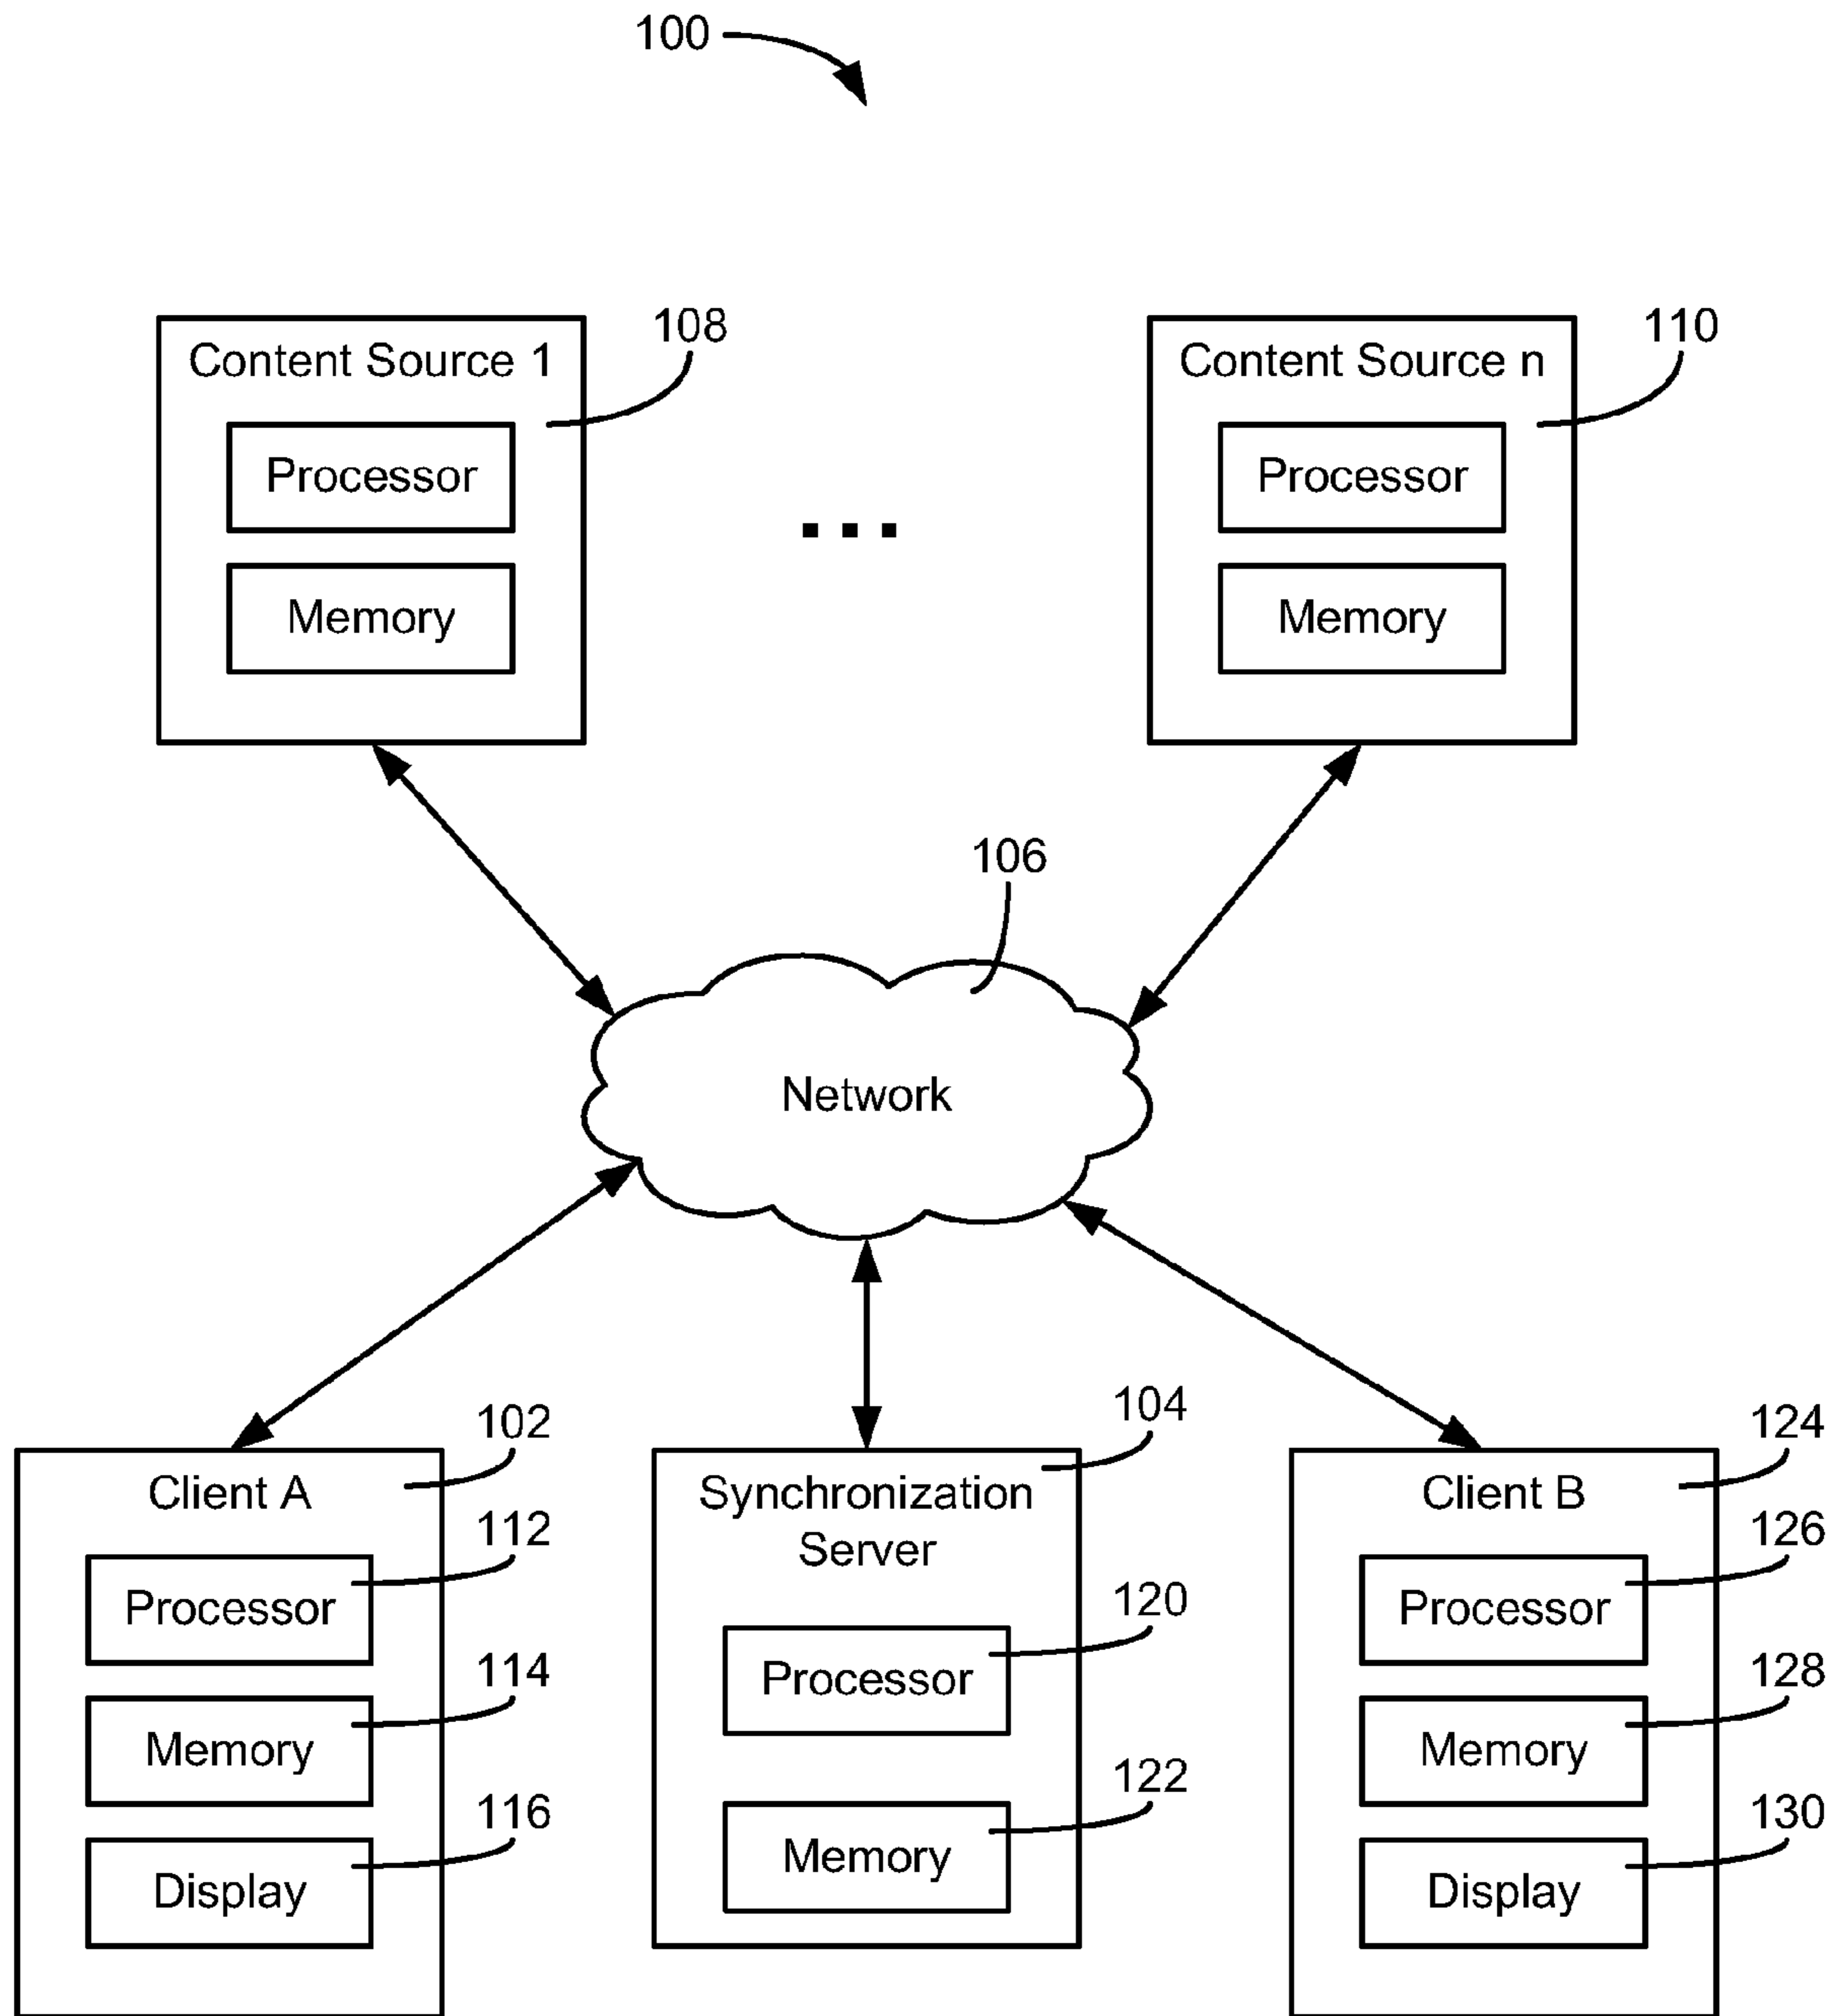 100
108
110
Content Source 1
Content Source n
Processor
Processor
Memory
Memory
106
Network
102
104
124
Client A
Synchronization
Server
Client B
112
126
Processor
120
Processor
Processor
114
128
Memory
Memory
122
Memory
116
130
Display
Display